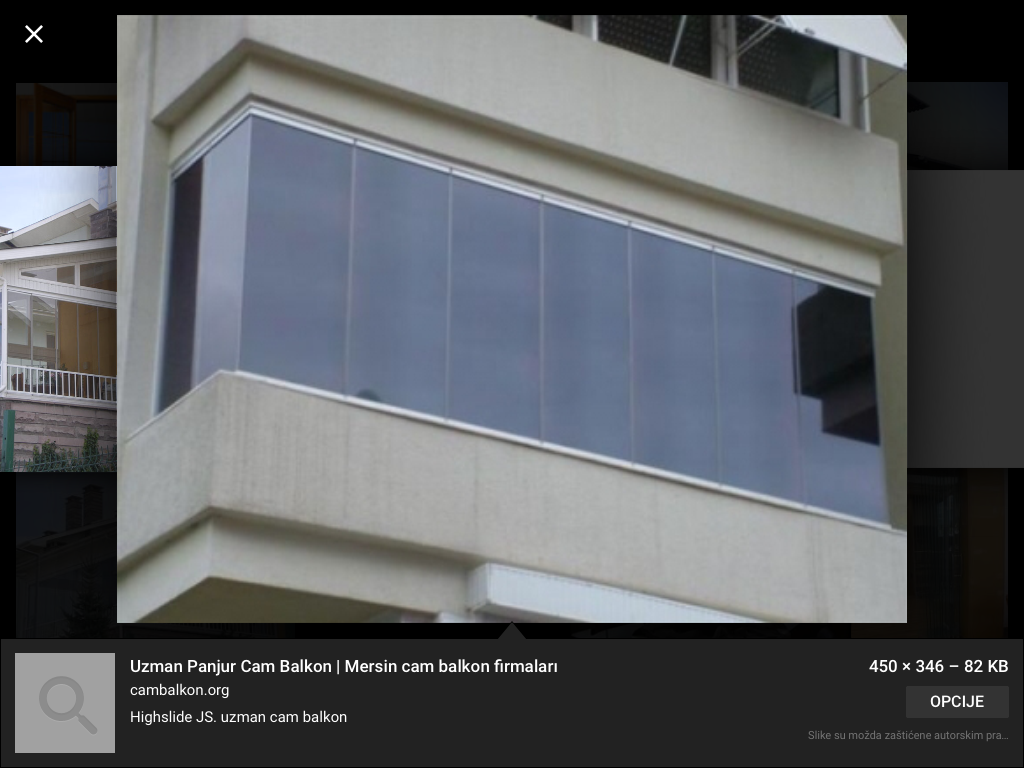 Uzman Panjur Cam Balkon | Mersin cam balkon firmaları
450 × 346 – 82 KB
cambalkon.org
OPCIJE
Highslide JS. uzman cam balkon
Slike su možda zaštićene autorskim pra…